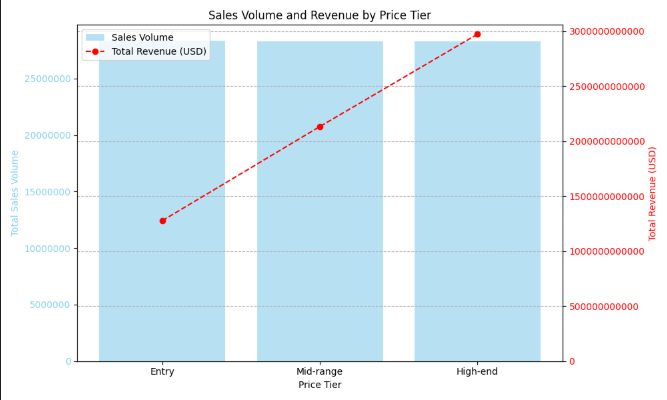 Sales Volume and Revenue by Price Tier
Sales Volume
Total Revenue (USD)
Total Sales Volume
25000000
20000000
15000000
10000000
5000000
0
3000000000000
2500000000000
2000000000000
1500000000000
1000000000000
500000000000
0
Total Revenue (USD)
Entry
Mid-range
High-end
Price Tier